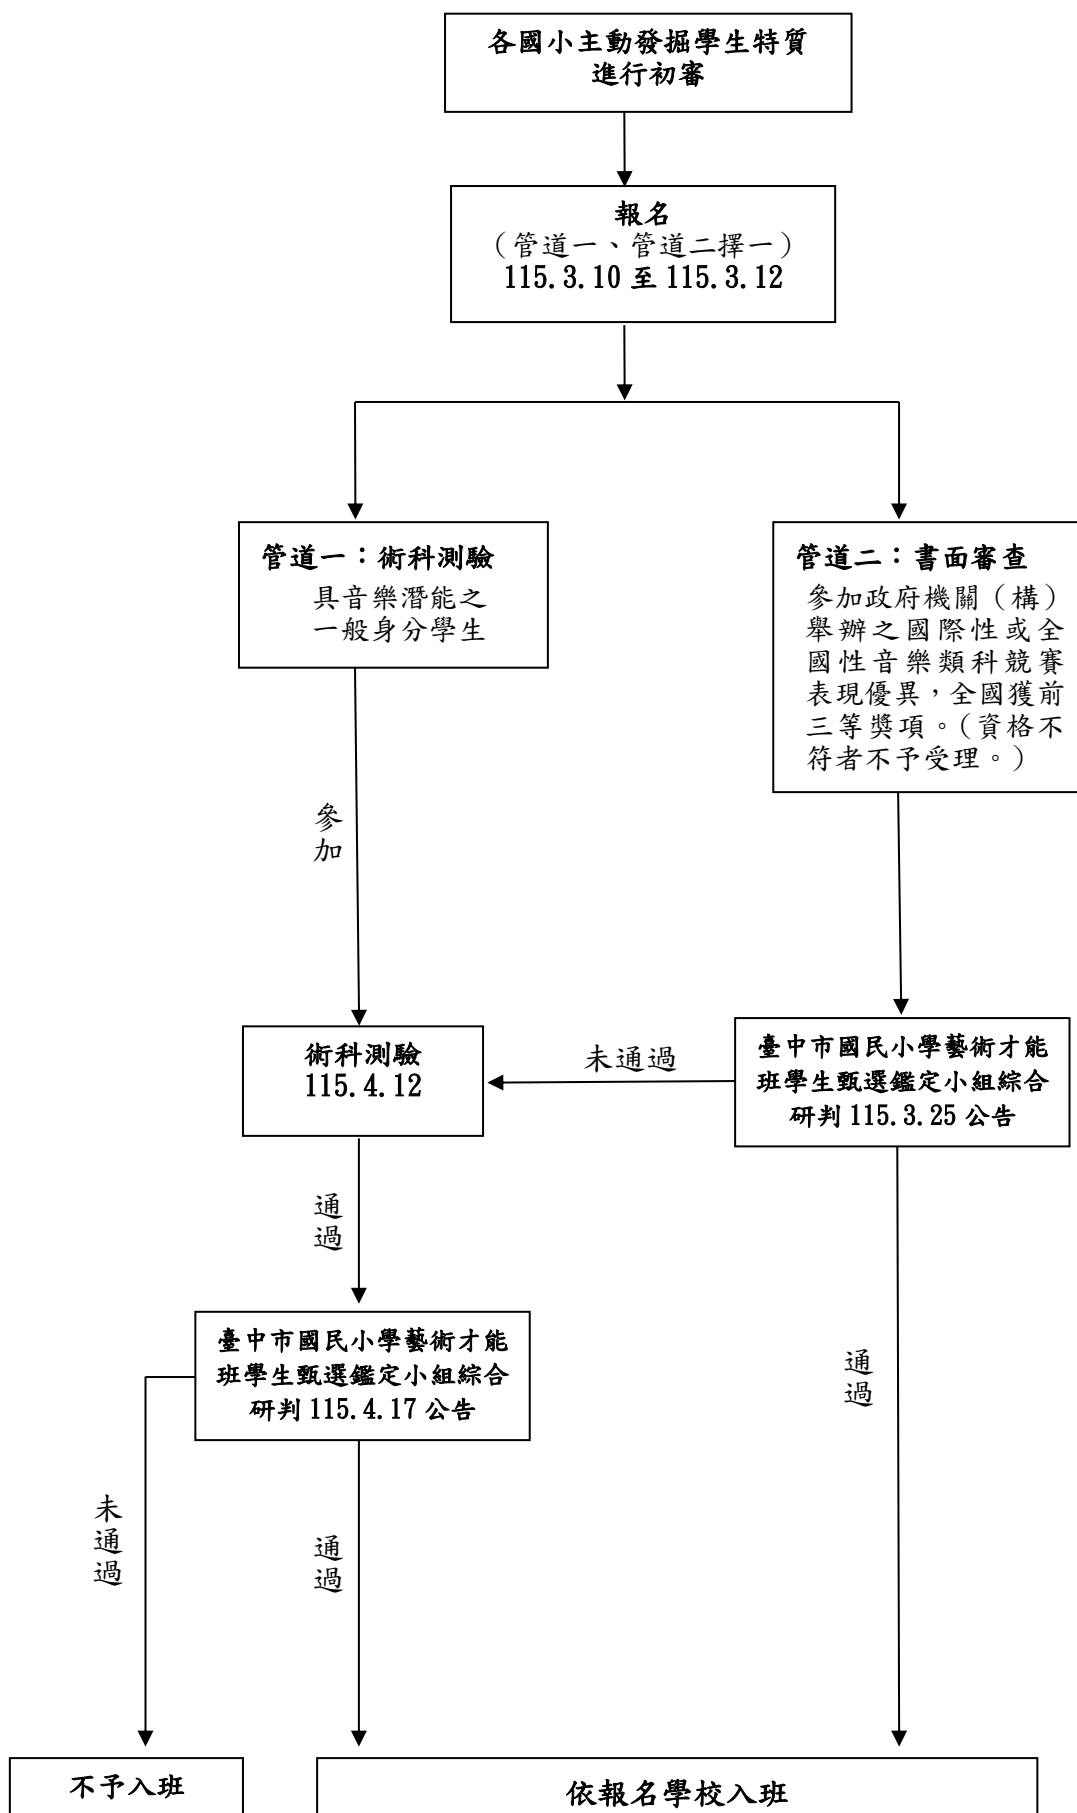 各國小主動發掘學生特質
進行初審
報名
（管道一、管道二擇一）
115.3.10 至 115.3.12
管道一：術科測驗
具音樂潛能之
一般身分學生
管道二：書面審查
參加政府機關（構）
舉辦之國際性或全
國性音樂類科競賽
表現優異，全國獲前
三等獎項。（資格不
符者不予受理。）
參加
術科測驗
115.4.12
未通過
臺中市國民小學藝術才能
班學生甄選鑑定小組綜合
研判 115.3.25 公告
通過
臺中市國民小學藝術才能
班學生甄選鑑定小組綜合
研判 115.4.17 公告
通過
未通過
通過
不予入班
依報名學校入班